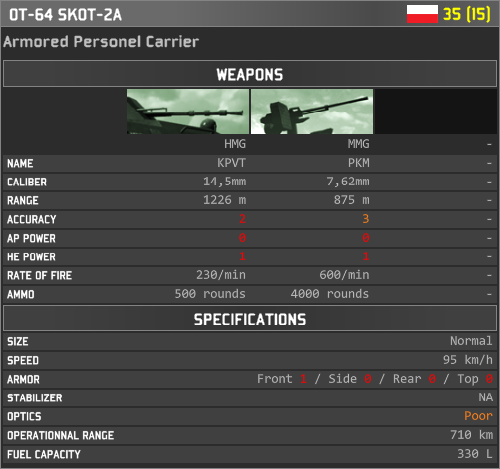 OT-64 SKOT-2A 35 (15)
Armored Personel Carrier
WEAPONS
HMG MMG -
NAME KPVT PKM -
CALIBER 14,5mm 7,62mm -
RANGE 1226 m 875 m -
ACCURACY 2 3 -
AP POWER 0 0 -
HE POWER 1 1 -
RATE OF FIRE 230/min 600/min -
AMMO 500 rounds 4000 rounds -
SPECIFICATIONS
SIZE Normal
SPEED 95 km/h
ARMOR Front 1 / Side 0 / Rear 0 / Top 0
STABILIZER NA
OPTICS Poor
OPERATIONNAL RANGE 710 km
FUEL CAPACITY 330 L